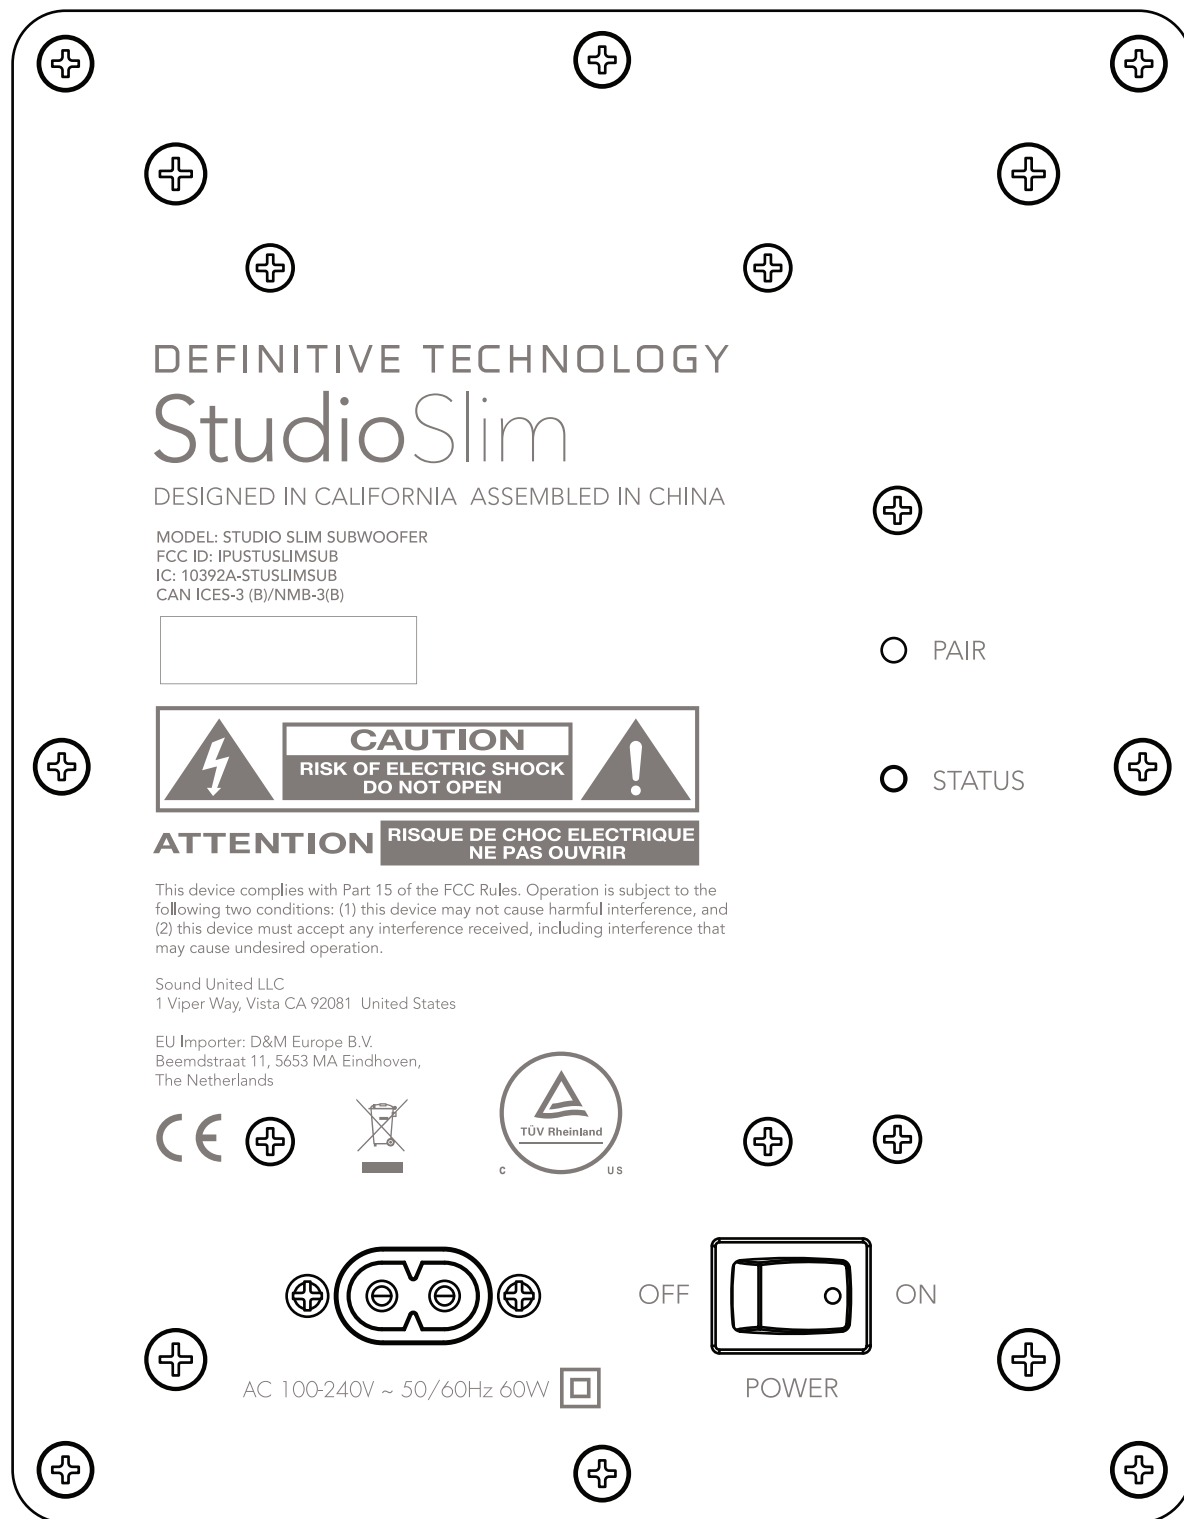 DEFINITIVE TECHNOLOGY
StudioSlim
DESIGNED IN CALIFORNIA ASSEMBLED IN CHINA
MODEL: STUDIO SLIM SUBWOOFER
FCC ID: IPUSTUSLIMSUB
IC: 10392A-STUSLIMSUB
CAN ICES-3 (B)/NMB-3(B)
PAIR
CAUTION
RISK OF ELECTRIC SHOCK
DO NOT OPEN
STATUS
ATTENTION
RISQUE DE CHOC ELECTRIQUE
NE PAS OUVRIR
This device complies with Part 15 of the FCC Rules. Operation is subject to the
following two conditions: (1) this device may not cause harmful interference, and
(2) this device must accept any interference received, including interference that
may cause undesired operation.
Sound United LLC
1 Viper Way, Vista CA 92081 United States
EU Importer: D&M Europe B.V.
Beemdstraat 11, 5653 MA Eindhoven,
The Netherlands
CE
TÜV Rheinland
C US
OFF ON
AC 100-240V ~ 50/60Hz 60W
POWER